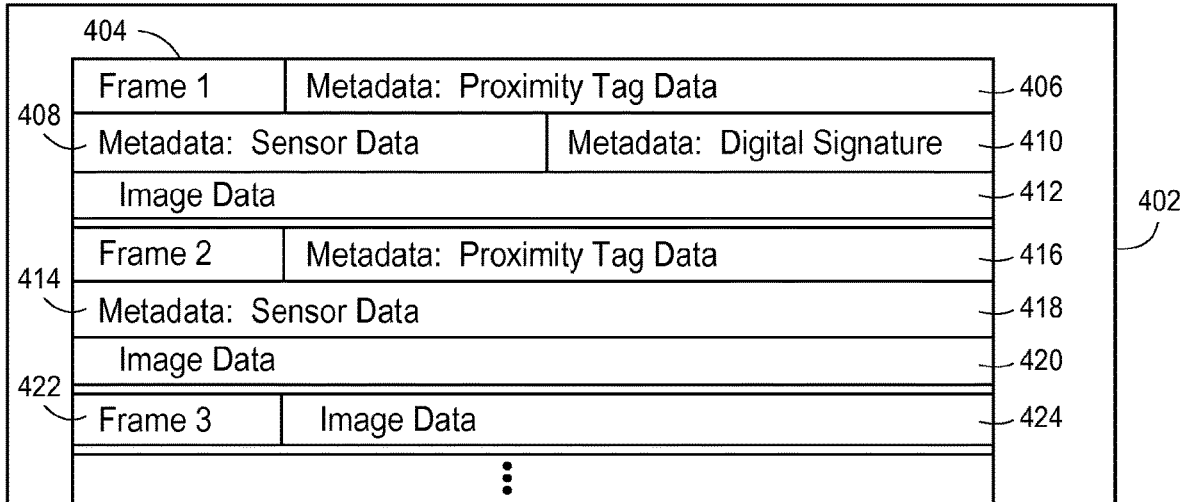 404
Frame 1 Metadata: Proximity Tag Data 406
408 Metadata: Sensor Data Metadata: Digital Signature 410
Image Data 412
402
Frame 2 Metadata: Proximity Tag Data 416
414 Metadata: Sensor Data 418
Image Data 420
422 Frame 3 Image Data 424